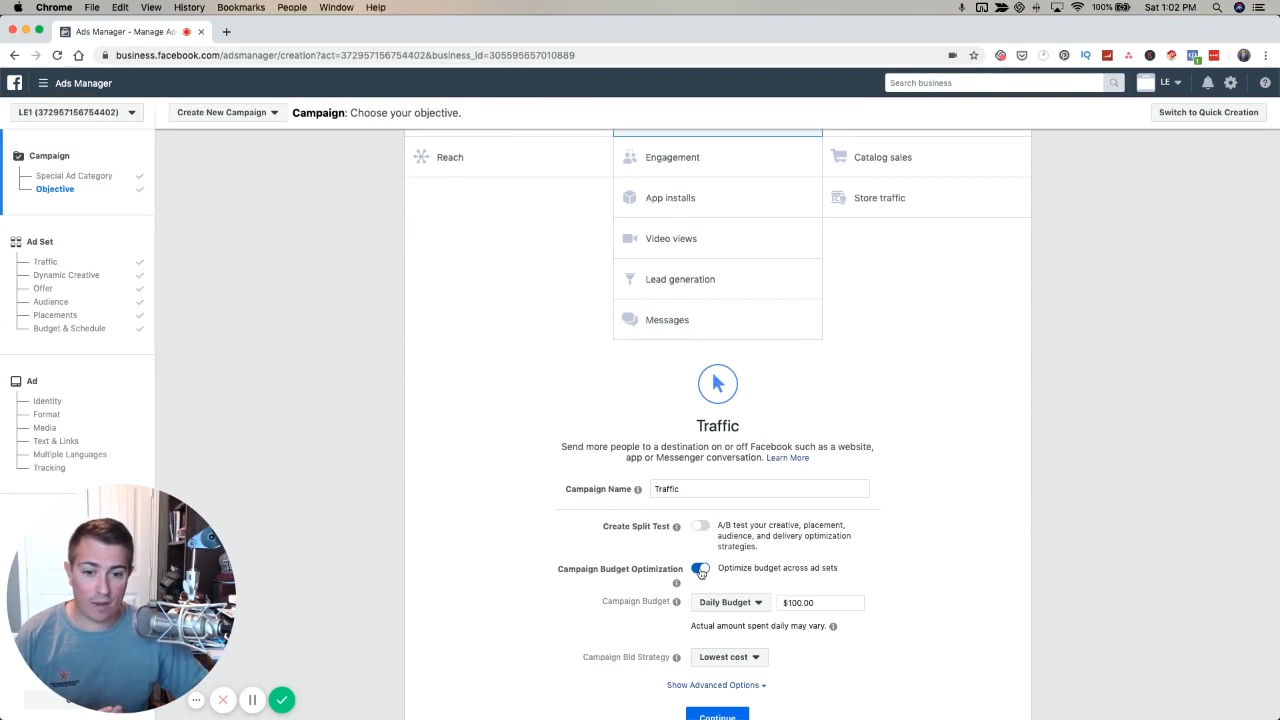 Chrome File Edit View History Bookmarks People Window Help 100% Sat 1:02 PM
Ads Manager - Manage Ads
business.facebook.com/adsmanager/creation?act=372957156754402&business_id=305595657010889
Ads Manager Search business LE
LE1 (372957156754402) Create New Campaign Campaign: Choose your objective. Switch to Quick Creation
Campaign
Special Ad Category
Objective
Ad Set
Traffic
Dynamic Creative
Offer
Audience
Placements
Budget & Schedule
Ad
Identity
Format
Media
Text & Links
Multiple Languages
Tracking
Reach Engagement Catalog sales
App installs Store traffic
Video views
Lead generation
Messages
Traffic
Send more people to a destination on or off Facebook such as a website,
app or Messenger conversation. Learn More
Campaign Name Traffic
Create Split Test A/B test your creative, placement,
audience, and delivery optimization
strategies.
Campaign Budget Optimization Optimize budget across ad sets
Campaign Budget Daily Budget $100.00
Actual amount spent daily may vary.
Campaign Bid Strategy Lowest cost
Show Advanced Options
Continue